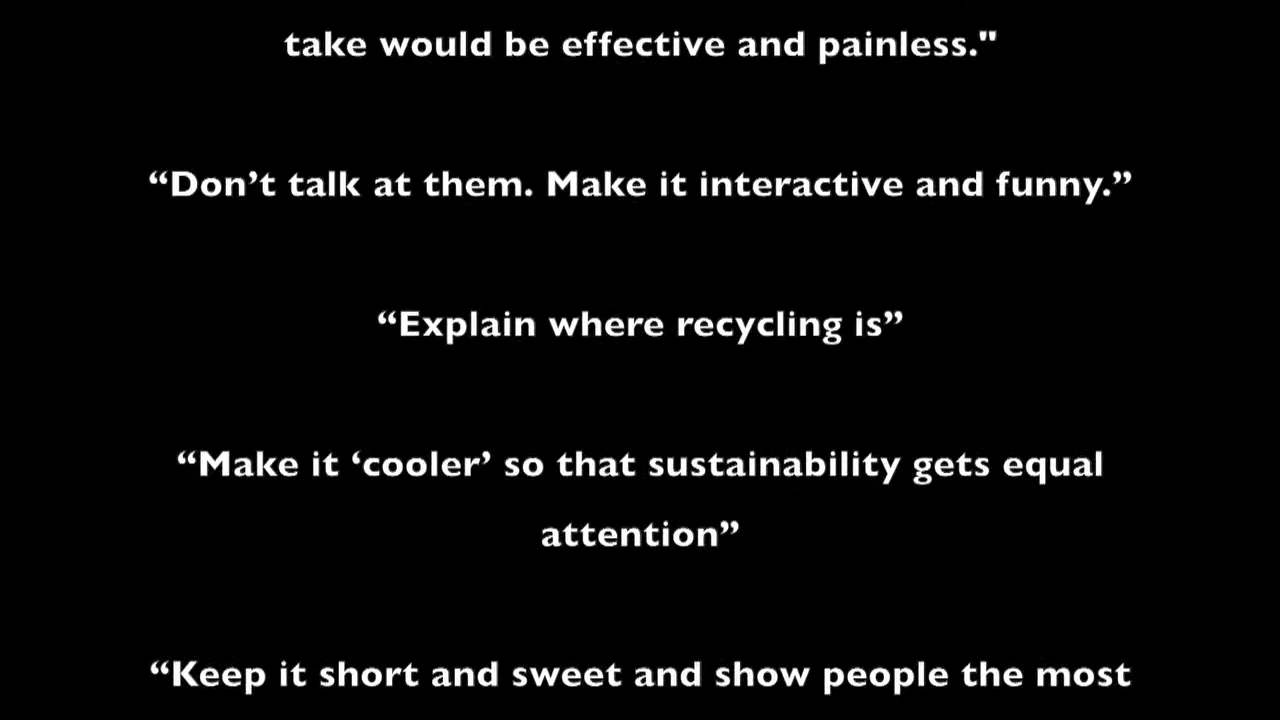 take would be effective and painless."
“Don’t talk at them. Make it interactive and funny.”
“Explain where recycling is”
“Make it ‘cooler’ so that sustainability gets equal
attention”
“Keep it short and sweet and show people the most